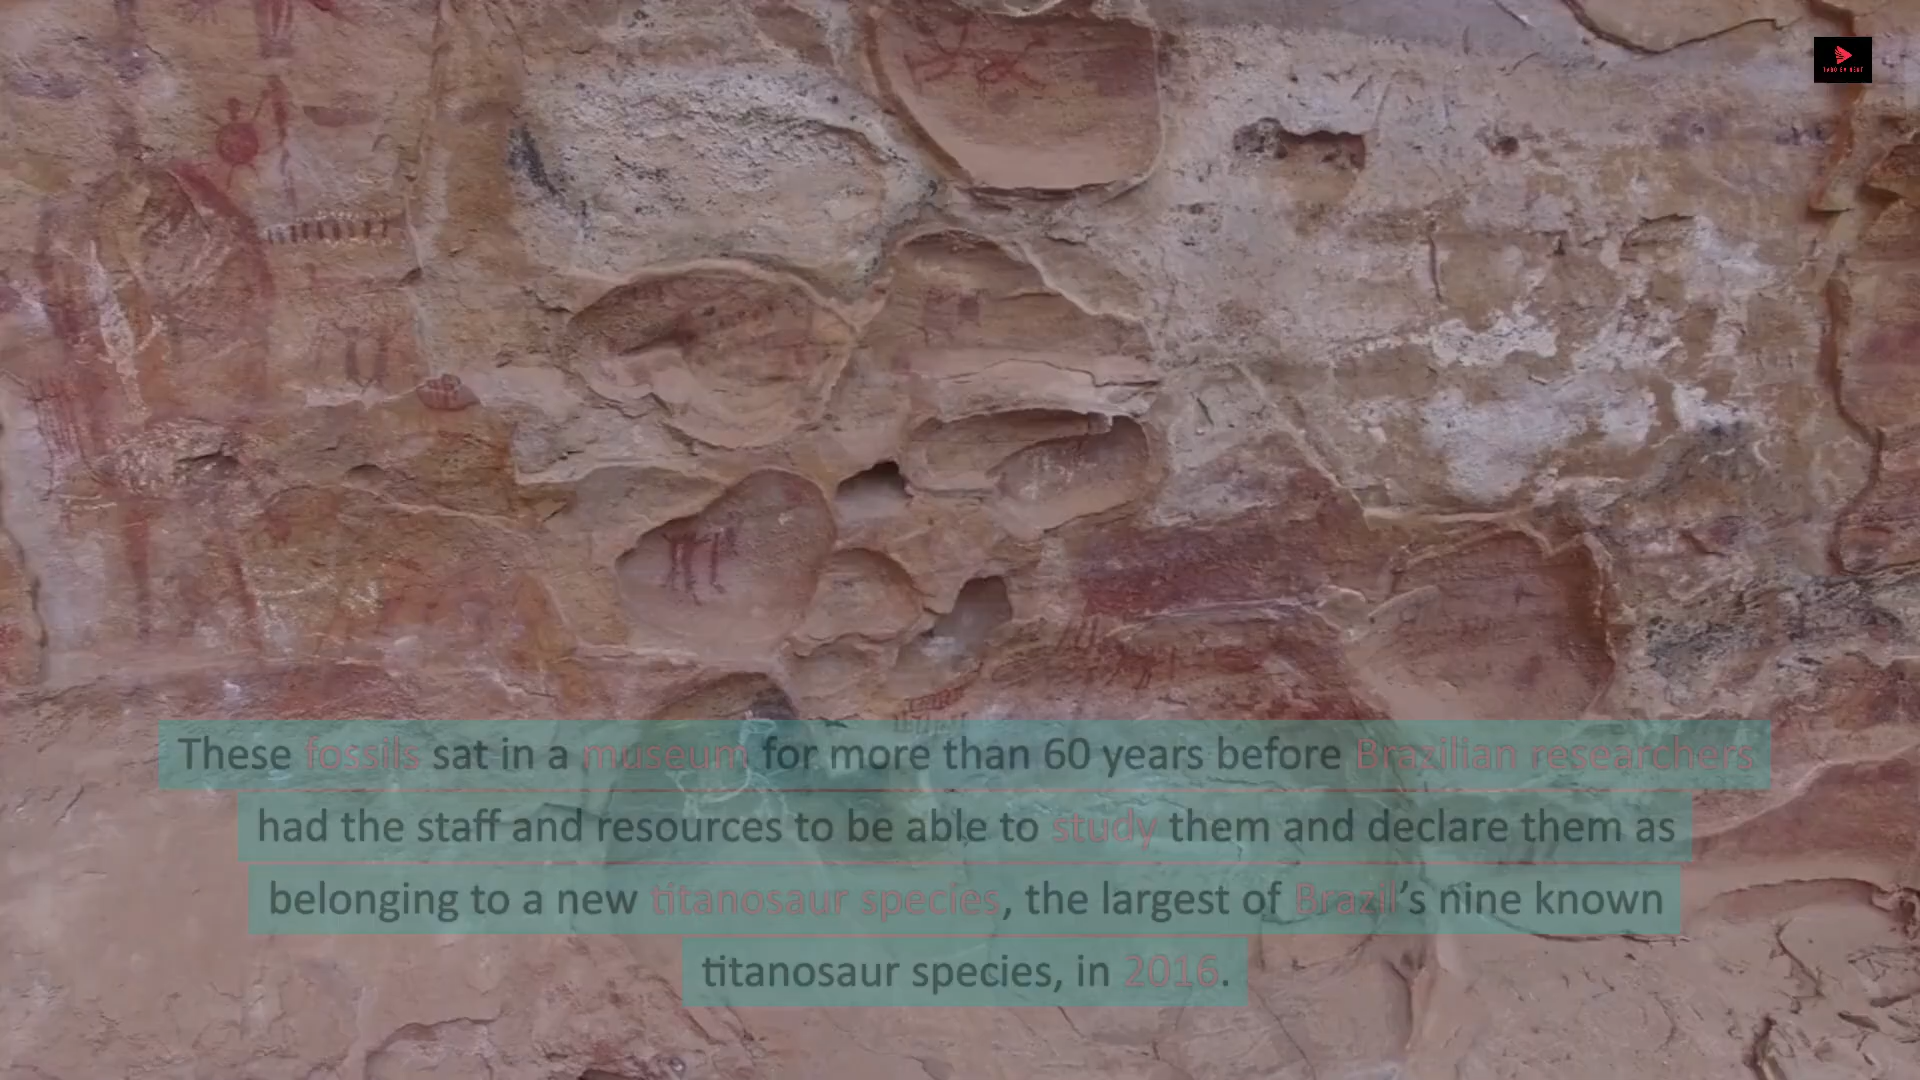 These fossils sat in a museum for more than 60 years before Brazilian researchers
had the staff and resources to be able to study them and declare them as
belonging to a new titanosaur species, the largest of Brazil’s nine known
titanosaur species, in 2016.